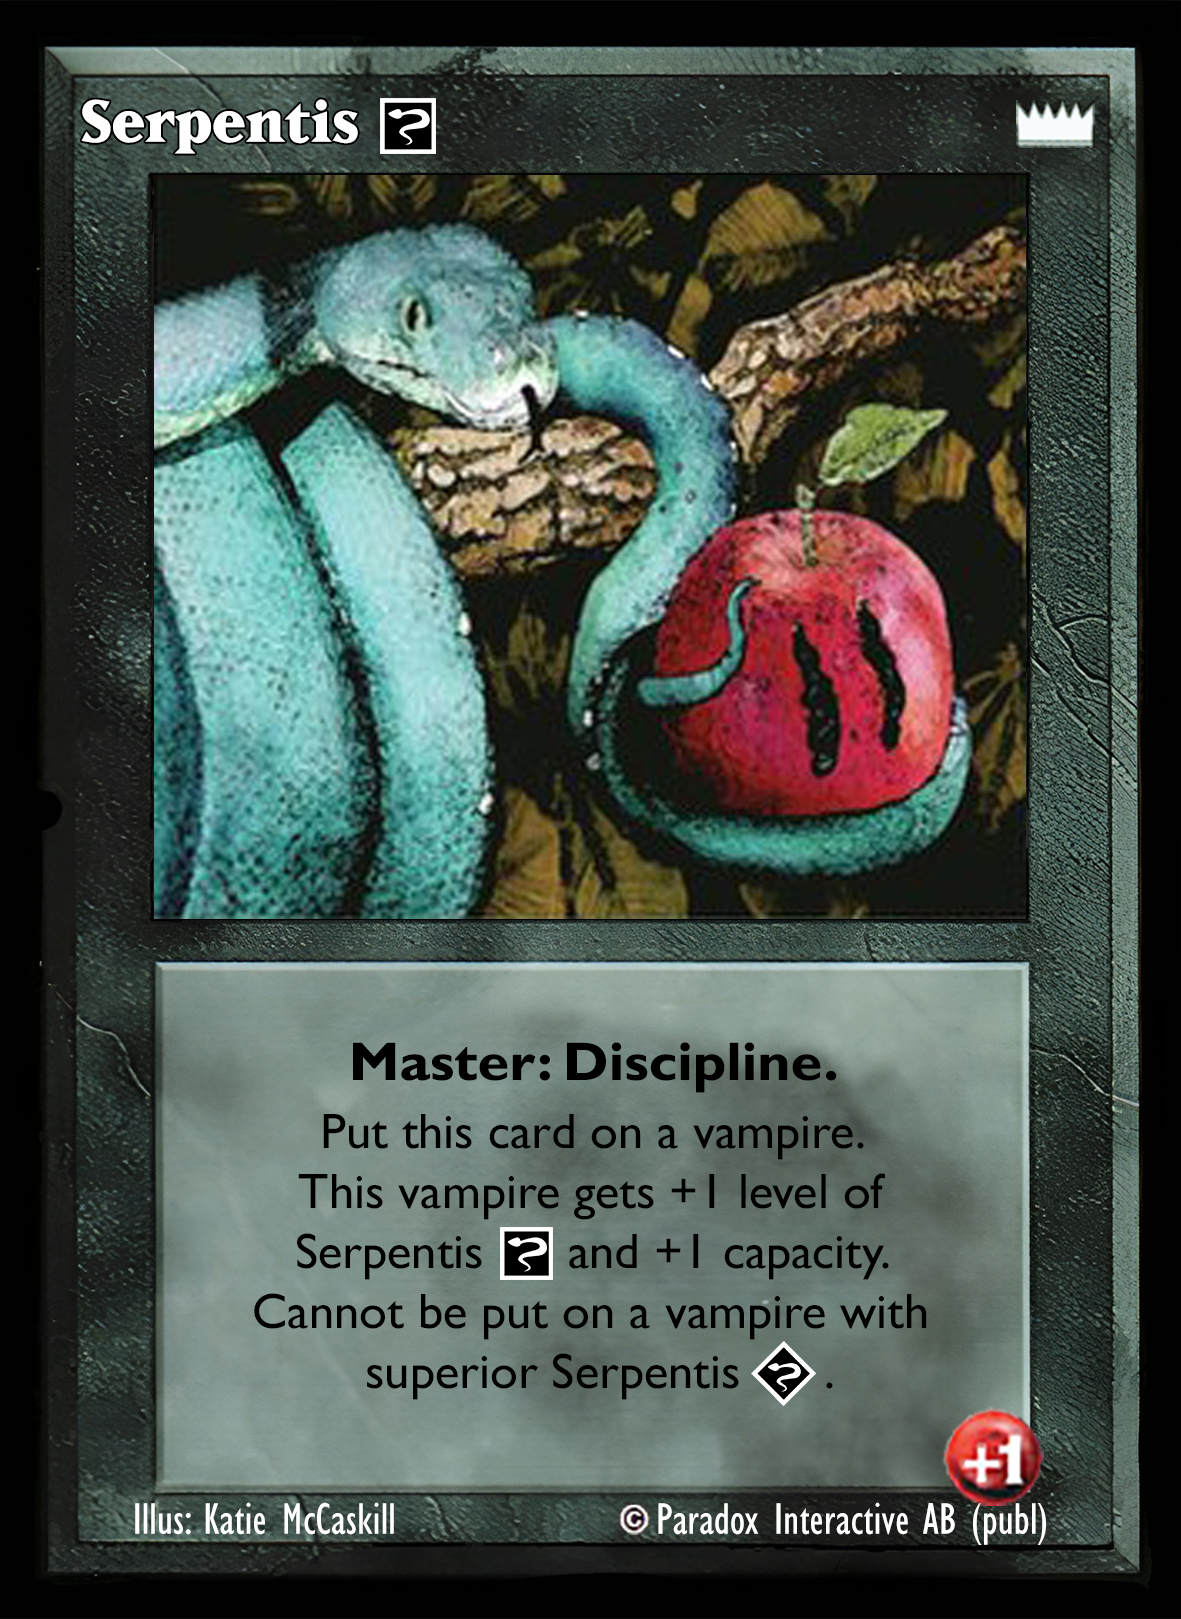 Serpentis
Master: Discipline.
Put this card on a vampire.
This vampire gets +1 level of
Serpentis and +1 capacity.
Cannot be put on a vampire with
superior Serpentis .
+1
Illus: Katie McCaskill
© Paradox Interactive AB (publ)